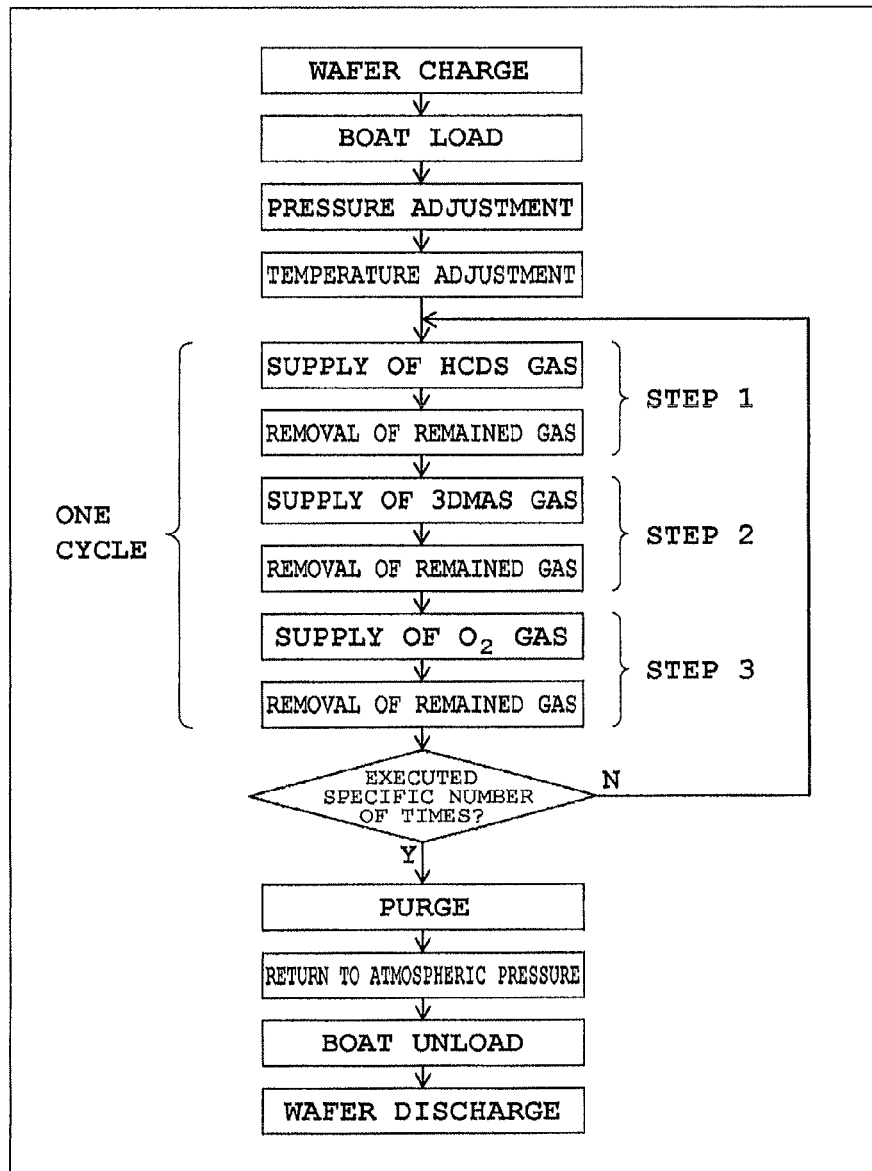 WAFER CHARGE
BOAT LOAD
PRESSURE ADJUSTMENT
TEMPERATURE ADJUSTMENT
SUPPLY OF HCDS GAS
REMOVAL OF REMAINED GAS
STEP 1
SUPPLY OF 3DMAS GAS
REMOVAL OF REMAINED GAS
STEP 2
ONE
CYCLE
SUPPLY OF O₂ GAS
REMOVAL OF REMAINED GAS
STEP 3
EXECUTED
SPECIFIC NUMBER
OF TIMES?
N
Y
PURGE
RETURN TO ATMOSPHERIC PRESSURE
BOAT UNLOAD
WAFER DISCHARGE